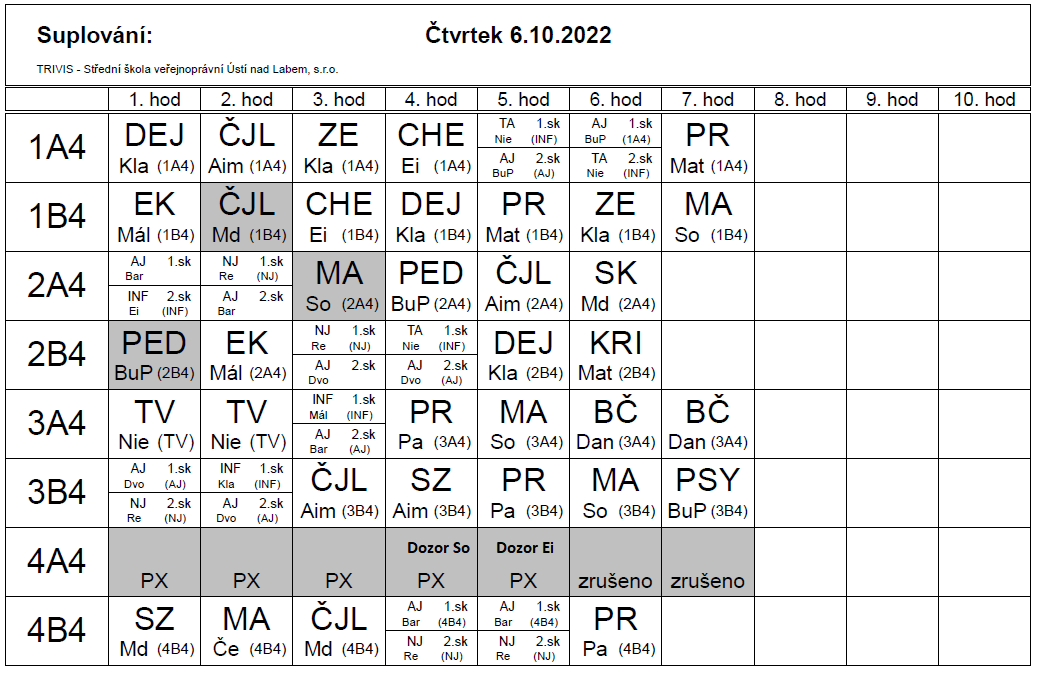 Suplování: Čtvrtek 6.10.2022
TRIVIS - Střední škola veřejnoprávní Ústí nad Labem, s.r.o.
1. hod 2. hod 3. hod 4. hod 5. hod 6. hod 7. hod 8. hod 9. hod 10. hod
1A4
DEJ
Kla (1A4)
ČJL
Aim (1A4)
ZE
Kla (1A4)
CHE
Ei (1A4)
TA 1.sk
Nie (INF)
AJ 2.sk
BuP (AJ)
AJ 1.sk
BuP (1A4)
TA 2.sk
Nie (INF)
PR
Mat (1A4)
1B4
EK
Mál (1B4)
ČJL
Md (1B4)
CHE
Ei (1B4)
DEJ
Kla (1B4)
PR
Mat (1B4)
ZE
Kla (1B4)
MA
So (1B4)
2A4
AJ 1.sk
Bar
INF 2.sk
Ei (INF)
NJ 1.sk
Re (NJ)
AJ 2.sk
Bar
MA
So (2A4)
PED
BuP (2A4)
ČJL
Aim (2A4)
SK
Md (2A4)
2B4
PED
BuP (2B4)
EK
Mál (2A4)
NJ 1.sk
Re (NJ)
AJ 2.sk
Dvo
TA 1.sk
Nie (INF)
AJ 2.sk
Dvo (AJ)
DEJ
Kla (2B4)
KRI
Mat (2B4)
3A4
TV
Nie (TV)
TV
Nie (TV)
INF 1.sk
Mál (INF)
AJ 2.sk
Bar (AJ)
PR
Pa (3A4)
MA
So (3A4)
BČ
Dan (3A4)
BČ
Dan (3A4)
3B4
AJ 1.sk
Dvo (AJ)
NJ 2.sk
Re (NJ)
INF 1.sk
Kla (INF)
AJ 2.sk
Dvo (AJ)
ČJL
Aim (3B4)
SZ
Aim (3B4)
PR
Pa (3B4)
MA
So (3B4)
PSY
BuP (3B4)
4A4
PX
PX
PX
Dozor So
PX
Dozor Ei
PX
zrušeno
zrušeno
4B4
SZ
Md (4B4)
MA
Če (4B4)
ČJL
Md (4B4)
AJ 1.sk
Bar (4B4)
NJ 2.sk
Re (NJ)
AJ 1.sk
Bar (4B4)
NJ 2.sk
Re (NJ)
PR
Pa (4B4)